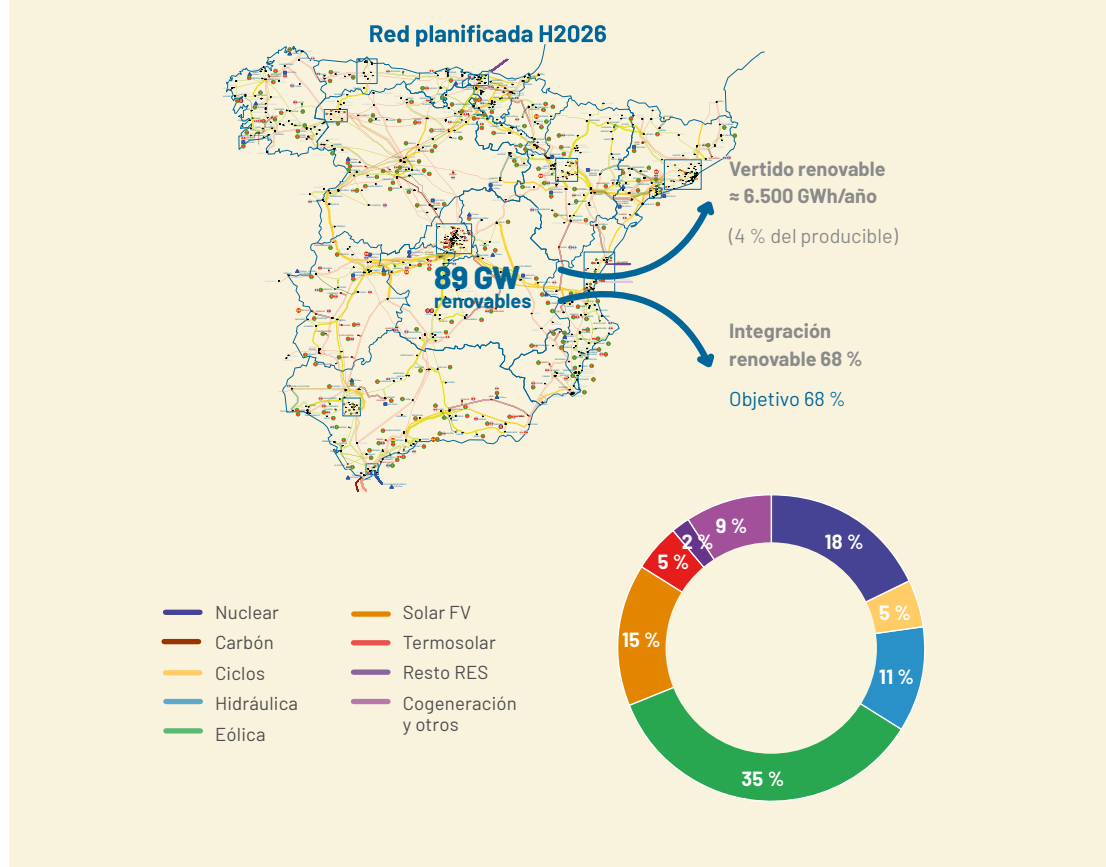 Red planificada H2026
Vertido renovable
≈ 6.500 GWh/año
(4 % del producible)
89 GW
renovables
Integración
renovable 68 %
Objetivo 68 %
9 %
18 %
2 %
5 %
5 %
15 %
11 %
35 %
Nuclear
Carbón
Ciclos
Hidráulica
Eólica
Solar FV
Termosolar
Resto RES
Cogeneración
y otros